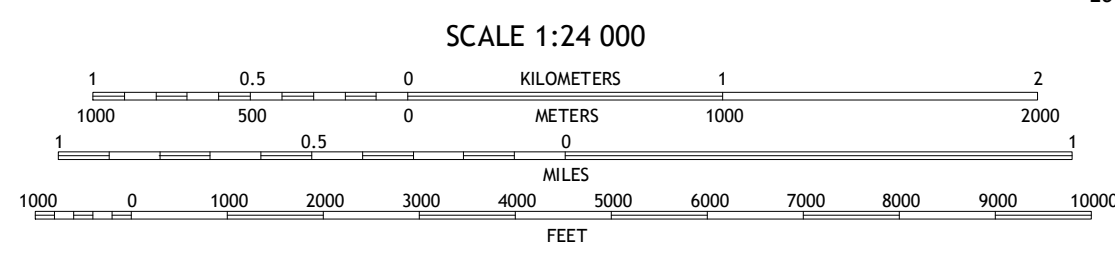 SCALE 1:24 000
1 0.5 0 KILOMETERS 1 2
1000 500 0 METERS 1000 2000
1 0.5 0 1
MILES
1000 0 1000 2000 3000 4000 5000 6000 7000 8000 9000 10000
FEET